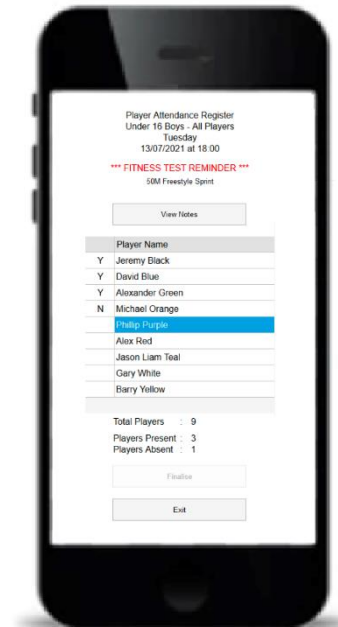 Player Attendance Register
Under 16 Boys - All Players
Tuesday
13/07/2021 at 18:00
*** FITNESS TEST REMINDER ***
50M Freestyle Sprint
View Notes
Player Name
Y Jeremy Black
Y David Blue
Y Alexander Green
N Michael Orange
Phillip Purple
Alex Red
Jason Liam Teal
Gary White
Barry Yellow
Total Players : 9
Players Present : 3
Players Absent : 1
Finalise
Exit